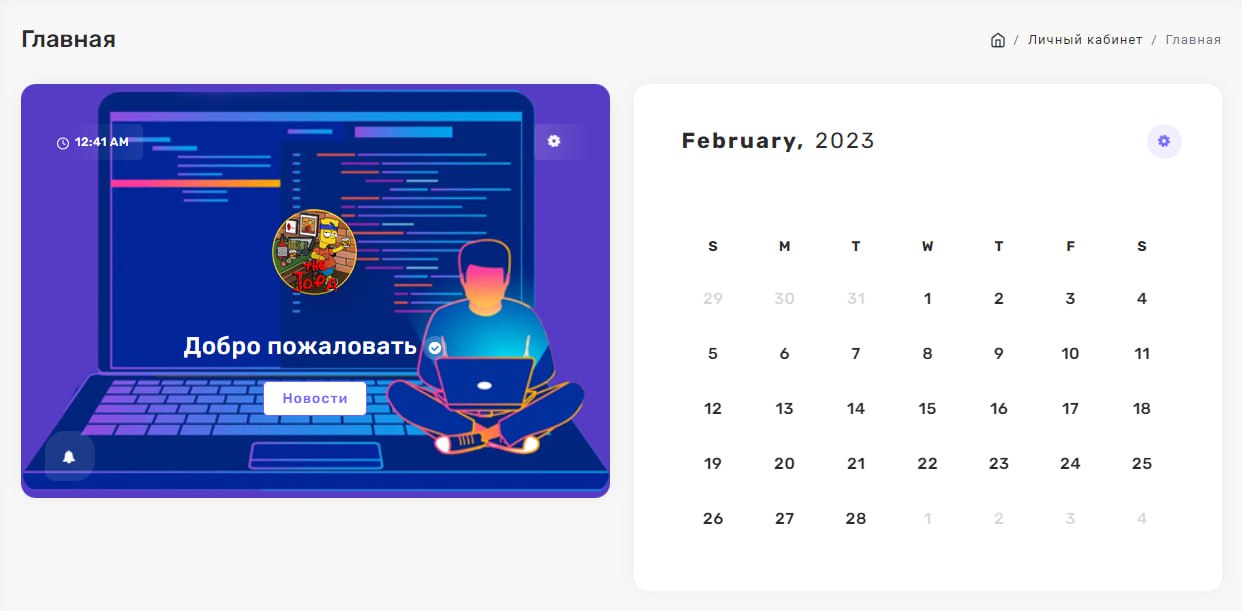 Главная
/ Личный кабинет / Главная
12:41 AM
THE
TOPA
Добро пожаловать
Новости
February, 2023
S M T W T F S
29 30 31 1 2 3 4
5 6 7 8 9 10 11
12 13 14 15 16 17 18
19 20 21 22 23 24 25
26 27 28 1 2 3 4